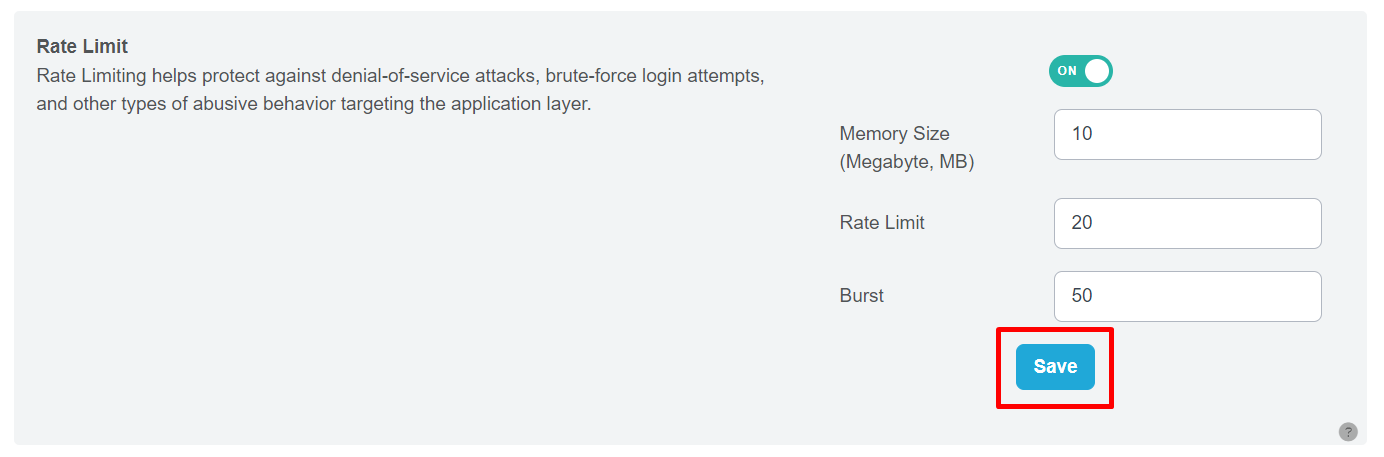 Rate Limit
Rate Limiting helps protect against denial-of-service attacks, brute-force login attempts,
and other types of abusive behavior targeting the application layer.
ON
Memory Size
(Megabyte, MB)
10
Rate Limit
20
Burst
50
Save
?